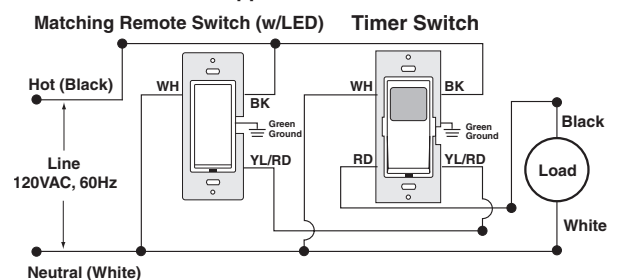 Matching Remote Switch (w/LED)
Timer Switch
Hot (Black)
WH
BK
Green
Ground
YL/RD
WH
BK
Green
Ground
RD
YL/RD
Black
Load
White
Line
120VAC, 60Hz
Neutral (White)